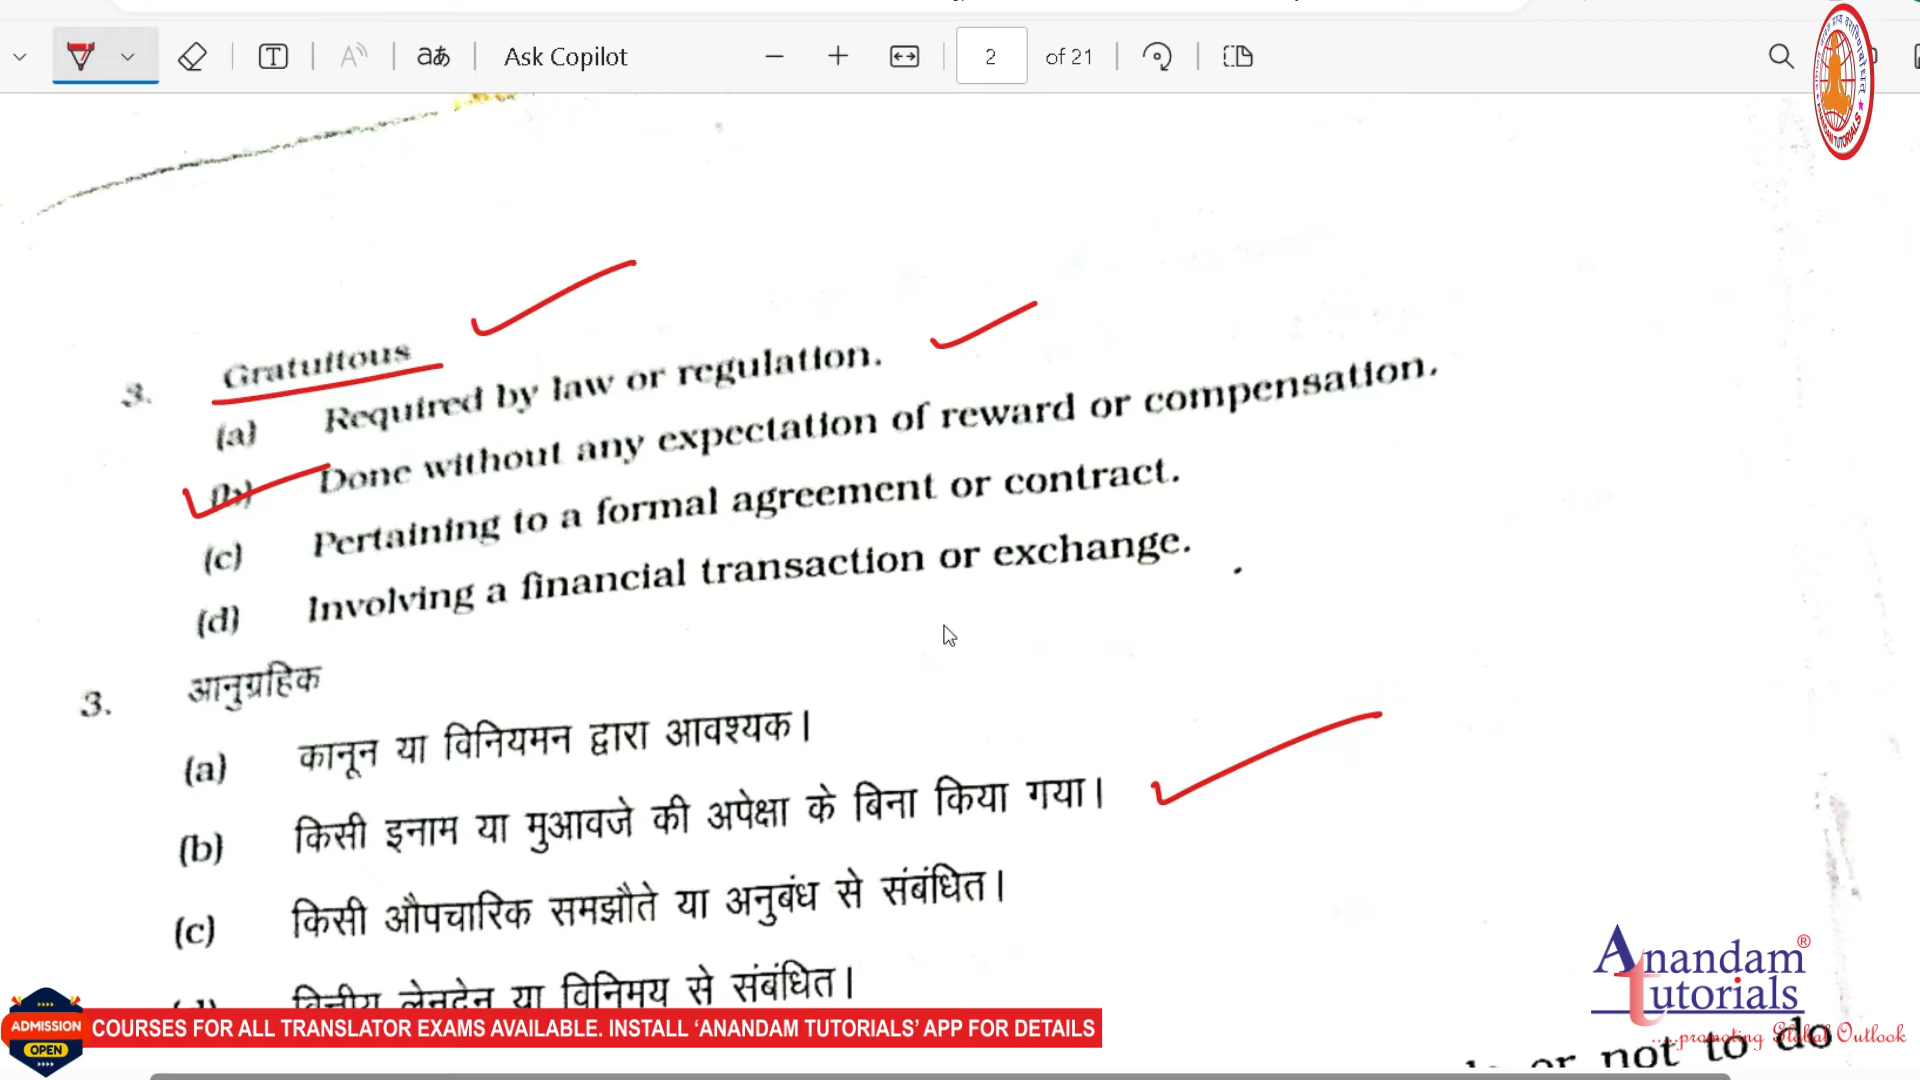 Ask Copilot
2 of 21
3. Gratuitous
(a) Required by law or regulation.
(b) Done without any expectation of reward or compensation.
(c) Pertaining to a formal agreement or contract.
(d) Involving a financial transaction or exchange.
3. आनुग्रहिक
(a) कानून या विनियमन द्वारा आवश्यक।
(b) किसी इनाम या मुआवजे की अपेक्षा के बिना किया गया।
(c) किसी औपचारिक समझौते या अनुबंध से संबंधित।
(d) वित्तीय लेनदेन या विनिमय से संबंधित।
Anandam®
Tutorials
.....promoting Global Outlook
or not to do
ADMISSION
OPEN
COURSES FOR ALL TRANSLATOR EXAMS AVAILABLE. INSTALL ‘ANANDAM TUTORIALS’ APP FOR DETAILS